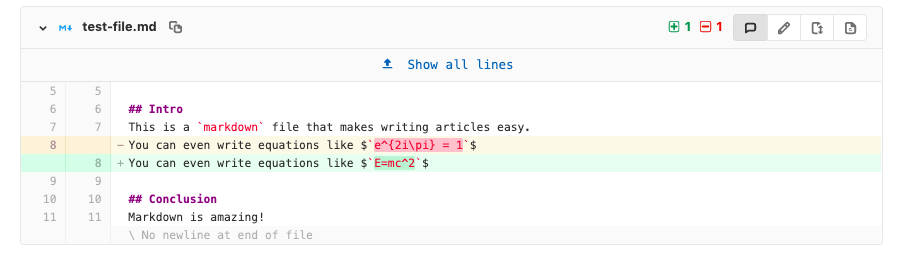 M↓ test-file.md 1 1
Show all lines
5 5
6 6 ## Intro
7 7 This is a `markdown` file that makes writing articles easy.
8 - You can even write equations like $`e^{2i\pi} = 1`$
8 + You can even write equations like $`E=mc^2`$
9 9
10 10 ## Conclusion
11 11 Markdown is amazing!
\ No newline at end of file